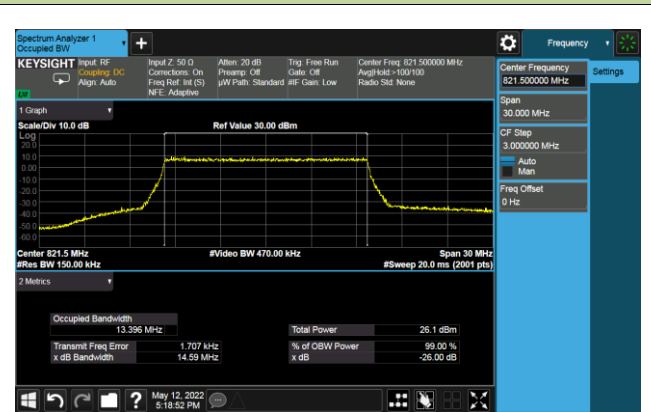 Spectrum Analyzer 1
Occupied BW
Frequency
KEYSIGHT
Input: RF
Coupling: DC
Align: Auto
Input Z: 50 Ω
Corrections: On
Freq Ref: Int (S)
NFE: Adaptive
Atten: 20 dB
Preamp: Off
µW Path: Standard
Trig: Free Run
Gate: Off
#IF Gain: Low
Center Freq: 821.500000 MHz
Avg|Hold:>100/100
Radio Std: None
Center Frequency
821.500000 MHz
Settings
Span
30.000 MHz
CF Step
3.000000 MHz
Auto
Man
Freq Offset
0 Hz
1 Graph
Scale/Div 10.0 dB
Ref Value 30.00 dBm
Log
20.0
10.0
0.00
-10.0
-20.0
-30.0
-40.0
-50.0
-60.0
Center 821.5 MHz
#Video BW 470.00 kHz
Span 30 MHz
#Res BW 150.00 kHz
#Sweep 20.0 ms (2001 pts)
2 Metrics
Occupied Bandwidth
13.396 MHz
Total Power
26.1 dBm
Transmit Freq Error
1.707 kHz
% of OBW Power
99.00 %
x dB Bandwidth
14.59 MHz
x dB
-26.00 dB
?
May 12, 2022
5:18:52 PM